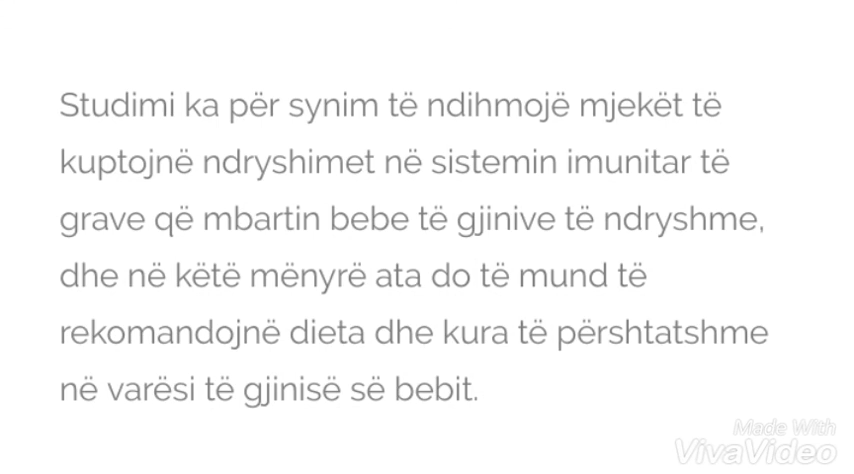 Studimi ka për synim të ndihmojë mjekët të
kuptojnë ndryshimet në sistemin imunitar të
grave që mbartin bebe të gjinive të ndryshme,
dhe në këtë mënyrë ata do të mund të
rekomandojnë dieta dhe kura të përshtatshme
në varësi të gjinisë së bebit.
Made With
VivaVideo